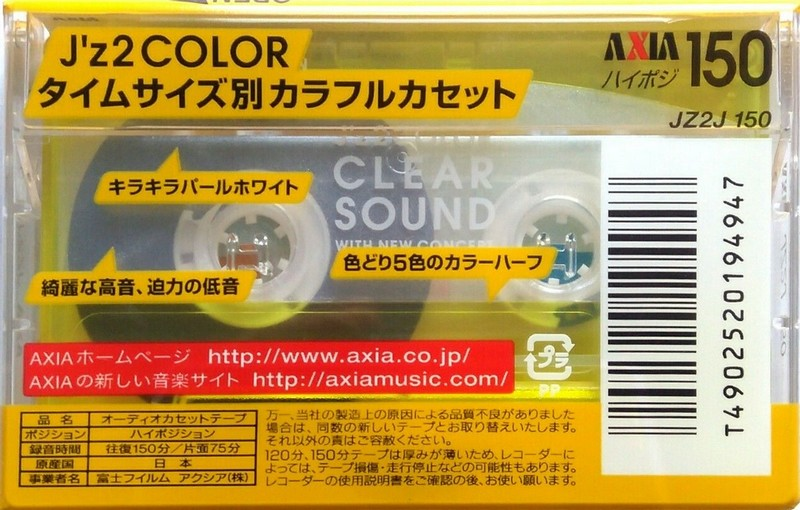 AXIA
J'z2 COLOR
タイムサイズ別カラフルカセット
AXIA 150
ハイポジ
JZ2J 150
CLEAR
SOUND
WITH NEW CONCEPT
キラキラパールホワイト
色どり5色のカラーハーフ
綺麗な高音、迫力の低音
AXIAホームページ http://www.axia.co.jp/
AXIAの新しい音楽サイト http://axiamusic.com/
プラ
PP
T4902520194947
品 名 オーディオカセットテープ
ポジション ハイポジション
録音時間 往復150分/片面75分
原産国 日 本
事業者名 富士フイルム アクシア(株)
万一、当社の製造上の原因による品質不良がありました
場合は、同数の新しいテープとお取り替えいたします。
それ以外の責はご容赦ください。
120分、150分テープは厚みが薄いため、レコーダーに
よっては、テープ損傷・走行停止などの可能性もあります。
レコーダーの使用説明書をご確認の後、お使い願います。